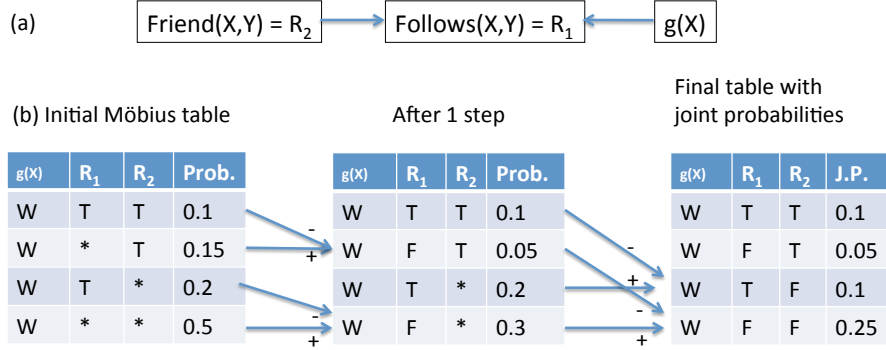 (a) Friend(X,Y) = R₂ Follows(X,Y) = R₁ g(X)
Final table with
(b) Initial Möbius table After 1 step joint probabilities
g(X) R₁ R₂ Prob. g(X) R₁ R₂ Prob. g(X) R₁ R₂ J.P.
W T T 0.1 - W T T 0.1 - W T T 0.1
W * T 0.15 + W F T 0.05 W F T 0.05
W T * 0.2 - W T * 0.2 + - W T F 0.1
W * * 0.5 + W F * 0.3 + W F F 0.25